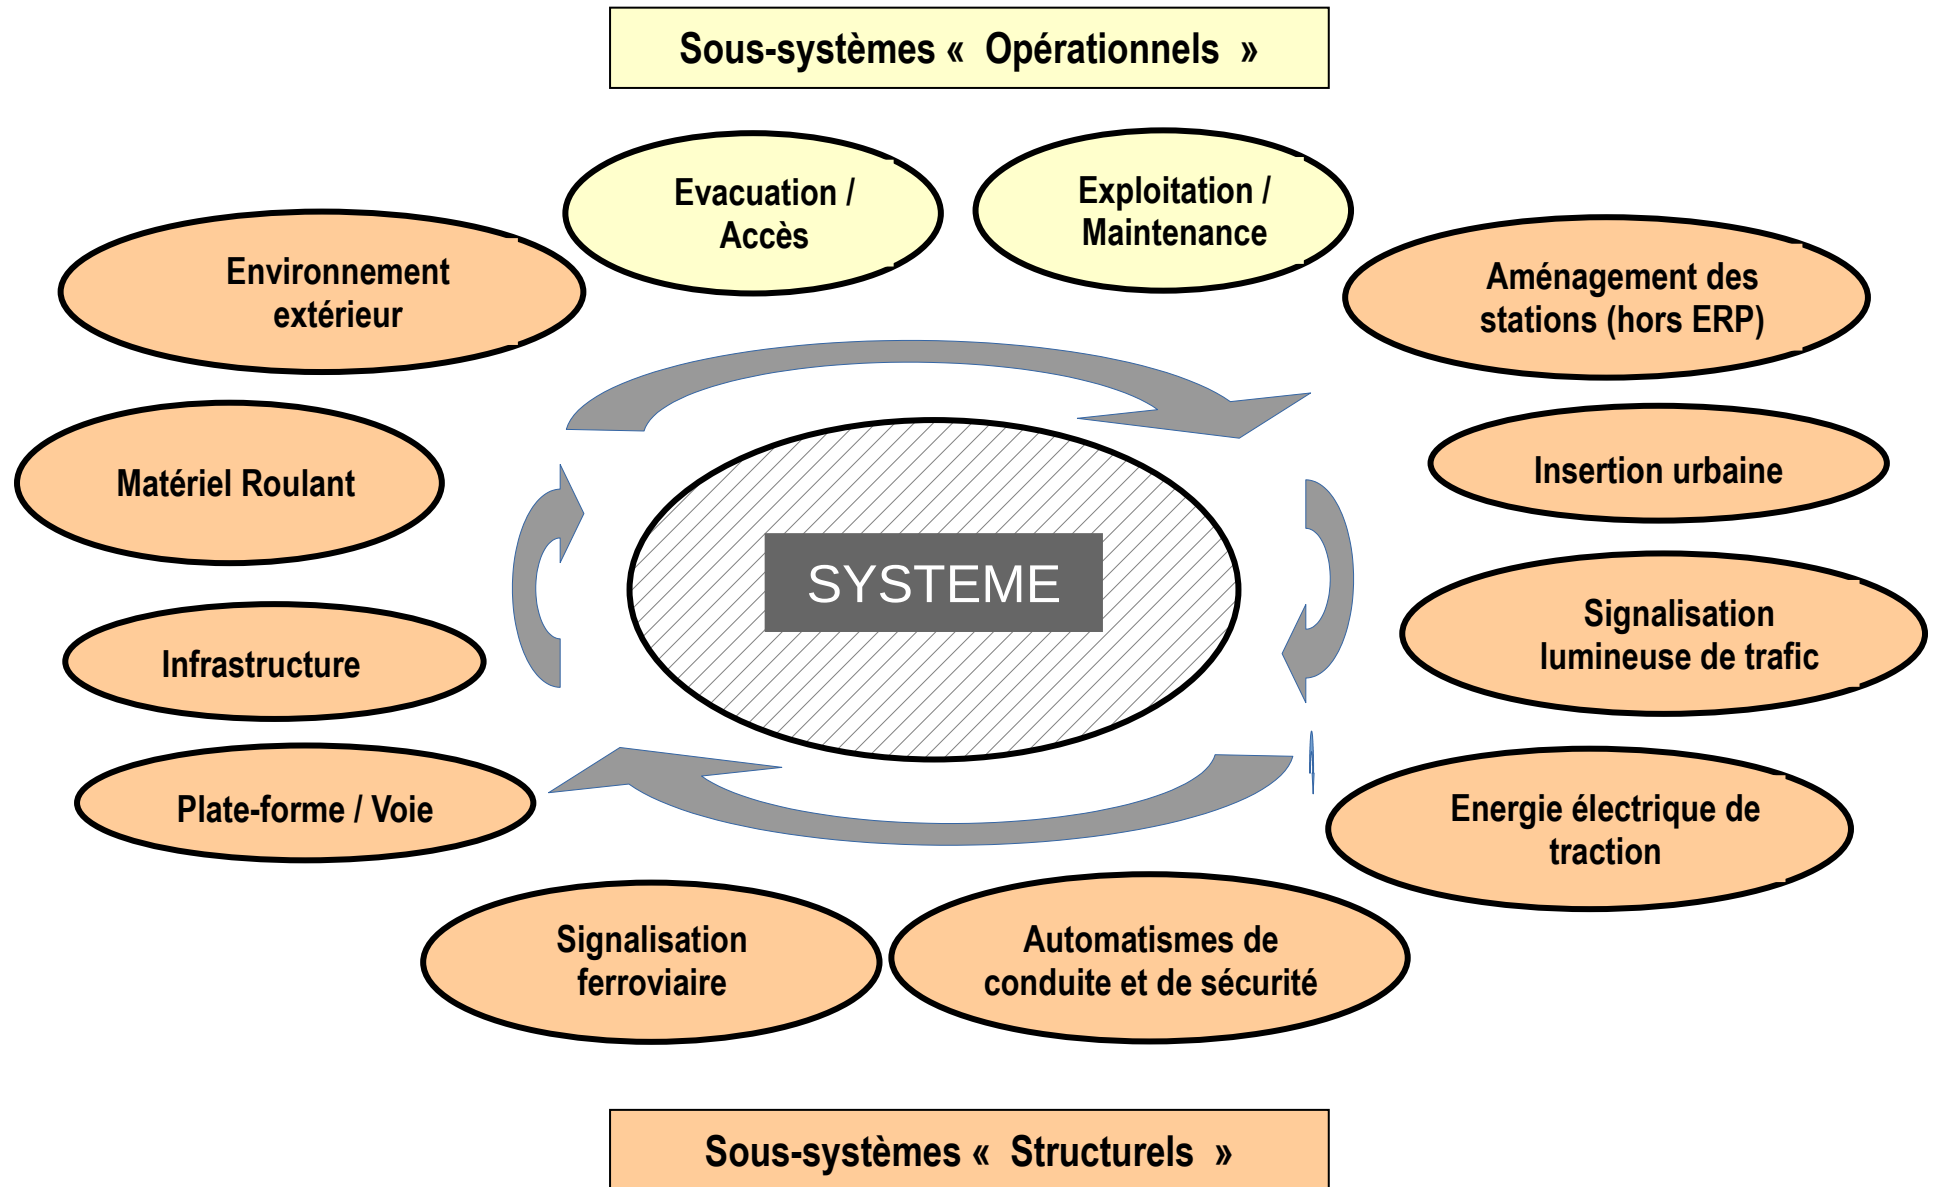 Sous-systèmes «  Opérationnels  »
Evacuation /
Accès
Exploitation /
Maintenance
Environnement
extérieur
Aménagement des
stations (hors ERP)
Matériel Roulant
Insertion urbaine
SYSTEME
Signalisation
lumineuse de trafic
Infrastructure
Plate-forme / Voie
Energie électrique de
traction
Signalisation
ferroviaire
Automatismes de
conduite et de sécurité
Sous-systèmes «  Structurels  »